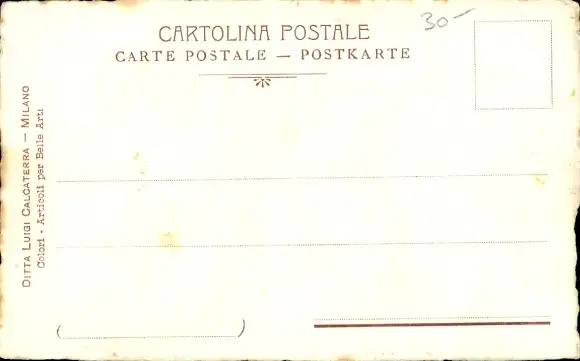 CARTOLINA POSTALE
CARTE POSTALE — POSTKARTE
30-
DITTA LUIGI CALCATERRA — MILANO
Colori - Articoli per Belle Arti